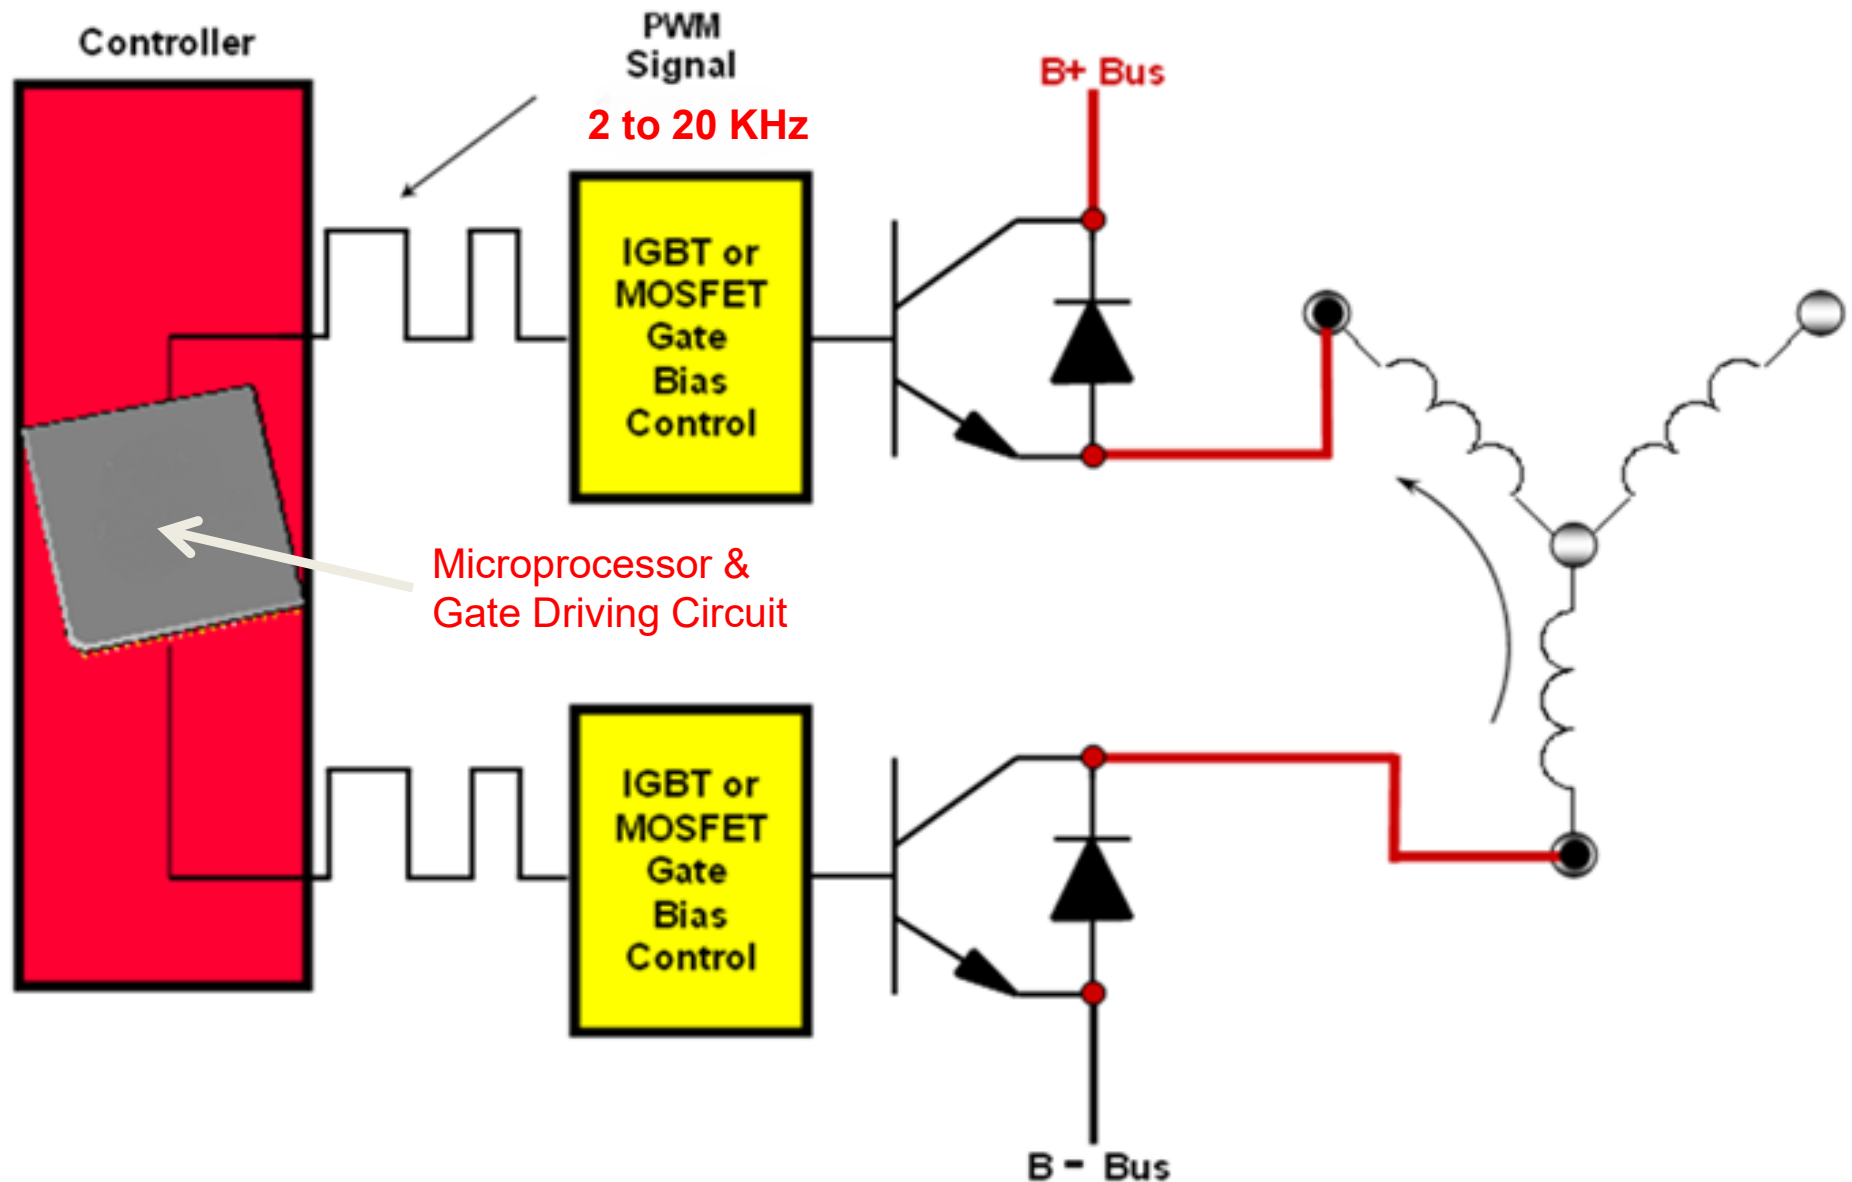 Controller
PWM
Signal
2 to 20 KHz
B+ Bus
IGBT or
MOSFET
Gate
Bias
Control
Microprocessor &
Gate Driving Circuit
IGBT or
MOSFET
Gate
Bias
Control
B - Bus